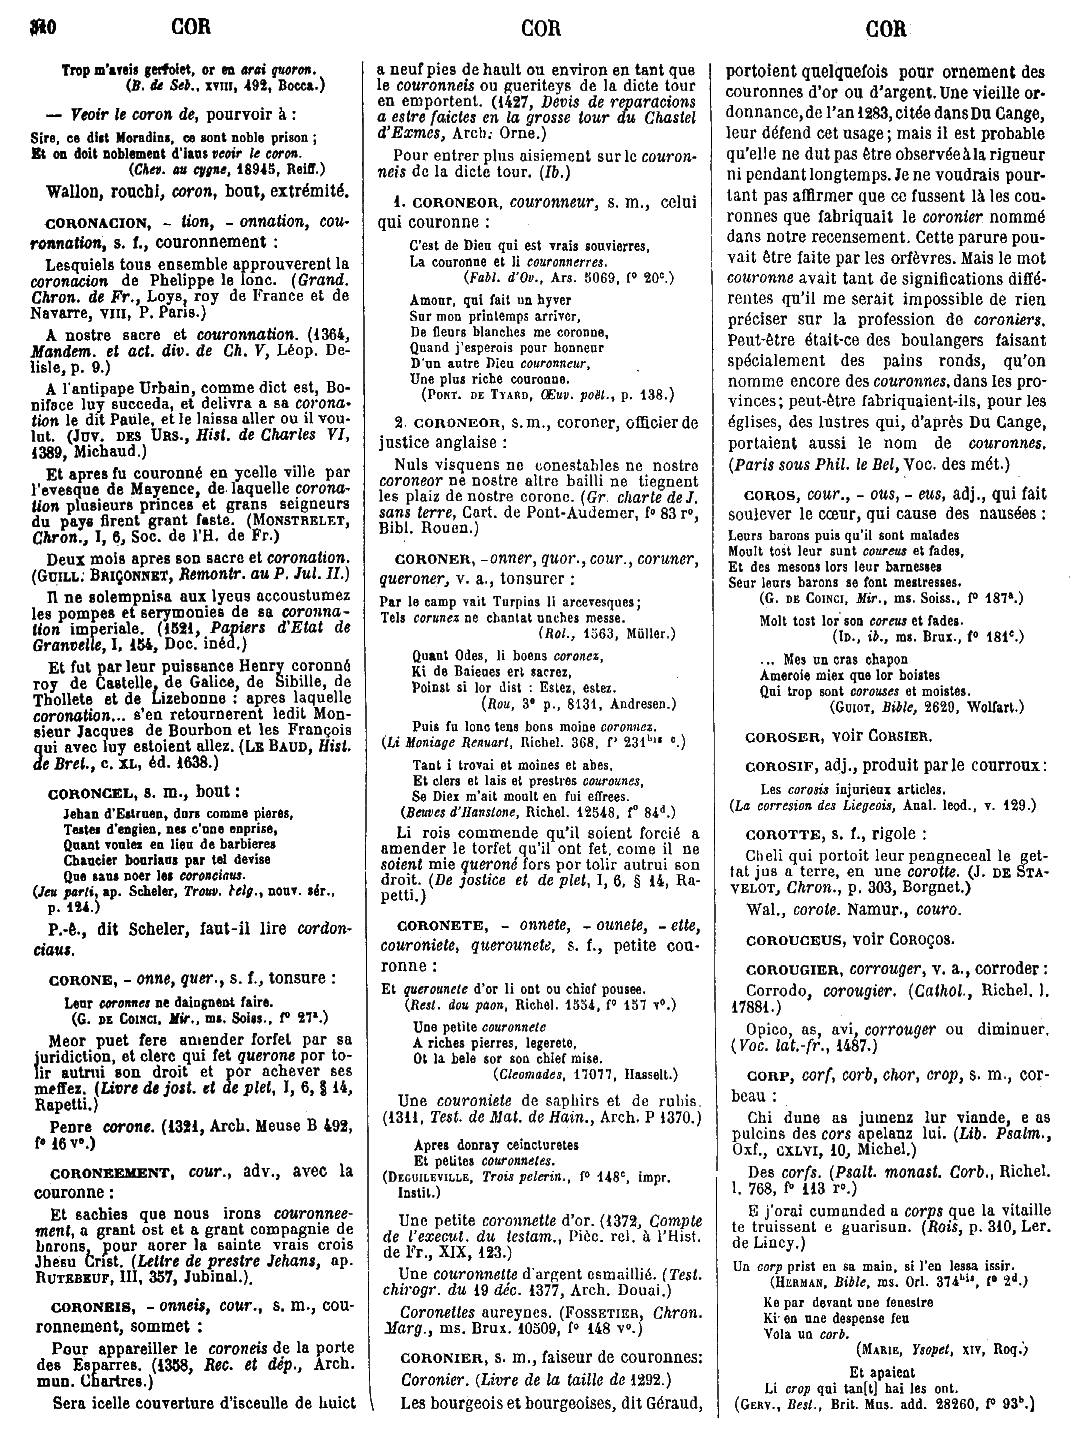 310 COR COR COR
Trop m'aveis gerfoiet, or en arai quoron.
(B. de Seb., XVIII, 492, Bocca.)
— Veoir le coron de, pourvoir à :
Sire, ce dist Moradins, ce sont noble prison ;
Et on doit noblement d'iaus veoir le coron.
(Chev. au cygne, 18945, Reiff.)
Wallon, rouchi, coron, bout, extrémité.
CORONACION, - tion, - onnation, cou-
ronnation, s. f., couronnement :
Lesquiels tous ensemble approuverent la
coronacion de Phelippe le lonc. (Grand.
Chron. de Fr., Loys, roy de France et de
Navarre, VIII, P. Paris.)
A nostre sacre et couronnation. (1364,
Mandem. et act. div. de Ch. V, Léop. De-
lisle, p. 9.)
A l'antipape Urbain, comme dict est, Bo-
niface luy succeda, et delivra a sa corona-
tion le dit Paule, et le laissa aller ou il vou-
lut. (JUV. DES URS., Hist. de Charles VI,
1389, Michaud.)
Et apres fu couronné en ycelle ville par
l'evesque de Mayence, de laquelle corona-
tion plusieurs princes et grans seigneurs
du pays firent grant faste. (MONSTRELET,
Chron., I, 6, Soc. de l'H. de Fr.)
Deux mois apres son sacre et coronation.
(GUILL. BRIÇONNET, Remontr. au P. Jul. II.)
Il ne solempnisa aux lyeus accoustumez
les pompes et serymonies de sa coronna-
tion imperiale. (1521, Papiers d'Etat de
Granvelle, I, 154, Doc. inéd.)
Et fut par leur puissance Henry coronné
roy de Castelle, de Galice, de Sibille, de
Thollete et de Lizebonne : apres laquelle
coronation... s'en retournerent ledit Mon-
sieur Jacques de Bourbon et les François
qui avec luy estoient allez. (LE BAUD, Hist.
de Bret., c. XL, éd. 1638.)
CORONCEL, s. m., bout :
Jehan d'Estruen, durs comme pieres,
Testes d'engien, nes c'une enprise,
Quant voules en lieu de barbieres
Chaucier bouriaus par tel devise
Que sans noer les coronciaus.
(Jeu parti, ap. Scheler, Trouv. belg., nouv. sér.,
p. 124.)
P.-ê., dit Scheler, faut-il lire cordon-
ciaus.
CORONE, - onne, quer., s. f., tonsure :
Leur coronnes ne daingnent faire.
(G. DE COINCI, Mir., ms. Soiss., f° 27ᵃ.)
Meor puet fere amender forfet par sa
juridiction, et clerc qui fet querone por to-
lir autrui son droit et por achever ses
meffez. (Livre de jost. et de plet, I, 6, § 14,
Rapetti.)
Penre corone. (1321, Arch. Meuse B 492,
f° 16 v°.)
CORONEEMENT, cour., adv., avec la
couronne :
Et sachies que nous irons couronnee-
ment, a grant ost et a grant compagnie de
barons, pour aorer la sainte vrais crois
Jhesu Crist. (Lettre de prestre Jehans, ap.
RUTEBEUF, III, 357, Jubinal.).
CORONEIS, - onneis, cour., s. m., cou-
ronnement, sommet :
Pour appareiller le coroneis de la porte
des Esparres. (1358, Rec. et dép., Arch.
mun. Chartres.)
Sera icelle couverture d'isceulle de huict
a neuf pies de hault ou environ en tant que
le couronneis ou gueriteys de la dicte tour
en emportent. (1427, Devis de reparacions
a estre faictes en la grosse tour du Chastel
d'Exmes, Arch. Orne.)
Pour entrer plus aisiement sur le couron-
neis de la dicte tour. (Ib.)
1. CORONEOR, couronneur, s. m., celui
qui couronne :
C'est de Dieu qui est vrais souvierres,
La couronne et li couronnerres.
(Fabl. d'Ov., Ars. 5069, f° 20ᶜ.)
Amour, qui fait un hyver
Sur mon printemps arriver,
De fleurs blanches me coronne,
Quand j'esperois pour honneur
D'un autre Dieu couronneur,
Une plus riche couronne.
(PONT. DE TYARD, Œuv. poët., p. 138.)
2. CORONEOR, s.m., coroner, officier de
justice anglaise :
Nuls visquens ne conestables ne nostre
coroneor ne nostre altre bailli ne tiegnent
les plaiz de nostre corone. (Gr. charte de J.
sans terre, Cart. de Pont-Audemer, f° 83 r°,
Bibl. Rouen.)
CORONER, -onner, quor., cour., coruner,
queroner, v. a., tonsurer :
Par le camp vait Turpins li arcevesques ;
Tels corunez ne chantat unches messe.
(Rol., 1563, Müller.)
Quant Odes, li boens coronez,
Ki de Baienes ert sacrez,
Poinst si lor dist : Estez, estez.
(Rou, 3ᵉ p., 8131, Andresen.)
Puis fu lonc tens bons moine coronnez.
(Li Moniage Renuart, Richel. 368, f° 231ᵇⁱˢ ᶜ.)
Tant i trovai et moines et abes,
Et clers et lais et prestres courounes,
Se Diex m'ait moult en fui effrees.
(Beuves d'Hanstone, Richel. 12548, f° 84ᵈ.)
Li rois commende qu'il soient forcié a
amender le torfet qu'il ont fet, come il ne
soient mie queroné fors por tolir autrui son
droit. (De jostice et de plet, I, 6, § 14, Ra-
petti.)
CORONETE, - onnete, - ounete, - ette,
couroniete, querounete, s. f., petite cou-
ronne :
Et querounete d'or li ont ou chief pousee.
(Rest. dou paon, Richel. 1554, f° 157 v°.)
Une petite couronnete
A riches pierres, legerete,
Ot la bele sor son chief mise.
(Cleomades, 17077, Hasselt.)
Une couroniete de saphirs et de rubis.
(1311, Test. de Mat. de Hain., Arch. P 1370.)
Apres donray ceincturetes
Et petites couronnetes.
(DEGUILEVILLE, Trois pelerin., f° 148ᶜ, impr.
Instit.)
Une petite coronnette d'or. (1372, Compte
de l'execut. du testam., Pièc. rel. à l'Hist.
de Fr., XIX, 123.)
Une couronnette d'argent esmaillié. (Test.
chirogr. du 19 déc. 1377, Arch. Douai.)
Coronettes aureynes. (FOSSETIER, Chron.
Marg., ms. Brux. 10509, f° 148 v°.)
CORONIER, s. m., faiseur de couronnes:
Coronier. (Livre de la taille de 1292.)
Les bourgeois et bourgeoises, dit Géraud,
portoient quelquefois pour ornement des
couronnes d'or ou d'argent. Une vieille or-
donnance, de l'an 1283, citée dans Du Cange,
leur défend cet usage ; mais il est probable
qu'elle ne dut pas être observée à la rigueur
ni pendant longtemps. Je ne voudrais pour-
tant pas affirmer que ce fussent là les cou-
ronnes que fabriquait le coronier nommé
dans notre recensement. Cette parure pou-
vait être faite par les orfèvres. Mais le mot
couronne avait tant de significations diffé-
rentes qu'il me serait impossible de rien
préciser sur la profession de coroniers.
Peut-être était-ce des boulangers faisant
spécialement des pains ronds, qu'on
nomme encore des couronnes, dans les pro-
vinces ; peut-être fabriquaient-ils, pour les
églises, des lustres qui, d'après Du Cange,
portaient aussi le nom de couronnes.
(Paris sous Phil. le Bel, Voc. des mét.)
COROS, cour., - ous, - eus, adj., qui fait
soulever le cœur, qui cause des nausées :
Leurs barons puis qu'il sont malades
Moult tost leur sunt coureus et fades,
Et des mesons lors leur barnesses
Seur leurs barons se font mestresses.
(G. DE COINCI, Mir., ms. Soiss., f° 187ᵃ.)
Molt tost lor son coreus et fades.
(ID., ib., ms. Brux., f° 181ᶜ.)
... Mes un cras chapon
Ameroie miex que lor boistes
Qui trop sont corouses et moistes.
(GUIOT, Bible, 2629, Wolfart.)
COROSER, voir CORSIER.
COROSIF, adj., produit par le courroux :
Les corosis injurieux articles.
(La corresion des Liegeois, Anal. leod., v. 129.)
COROTTE, s. f., rigole :
Cheli qui portoit leur pengneceal le get-
tat jus a terre, en une corotte. (J. DE STA-
VELOT, Chron., p. 303, Borgnet.)
Wal., corote. Namur., couro.
COROUCEUS, voir COROÇOS.
COROUGIER, corrouger, v. a., corroder :
Corrodo, corougier. (Cathol., Richel. l.
17881.)
Opico, as, avi, corrouger ou diminuer.
(Voc. lat.-fr., 1487.)
CORP, corf, corb, chor, crop, s. m., cor-
beau :
Chi dune as jumenz lur viande, e as
pulcins des cors apelanz lui. (Lib. Psalm.,
Oxf., CXLVI, 10, Michel.)
Des corfs. (Psalt. monast. Corb., Richel.
l. 768, f° 113 r°.)
E j'orai cumanded a corps que la vitaille
te truissent e guarisun. (Rois, p. 310, Ler.
de Lincy.)
Un corp prist en sa main, si l'en lessa issir.
(HERMAN, Bible, ms. Orl. 374ᵇⁱˢ, f° 2ᵈ.)
Ke par devant une fenestre
Ki en une despense feu
Vola un corb.
(MARIE, Ysopet, XIV, Roq.)
Et apaient
Li crop qui tan[t] hai les ont.
(GERV., Best., Brit. Mus. add. 28260, f° 93ᵇ.]